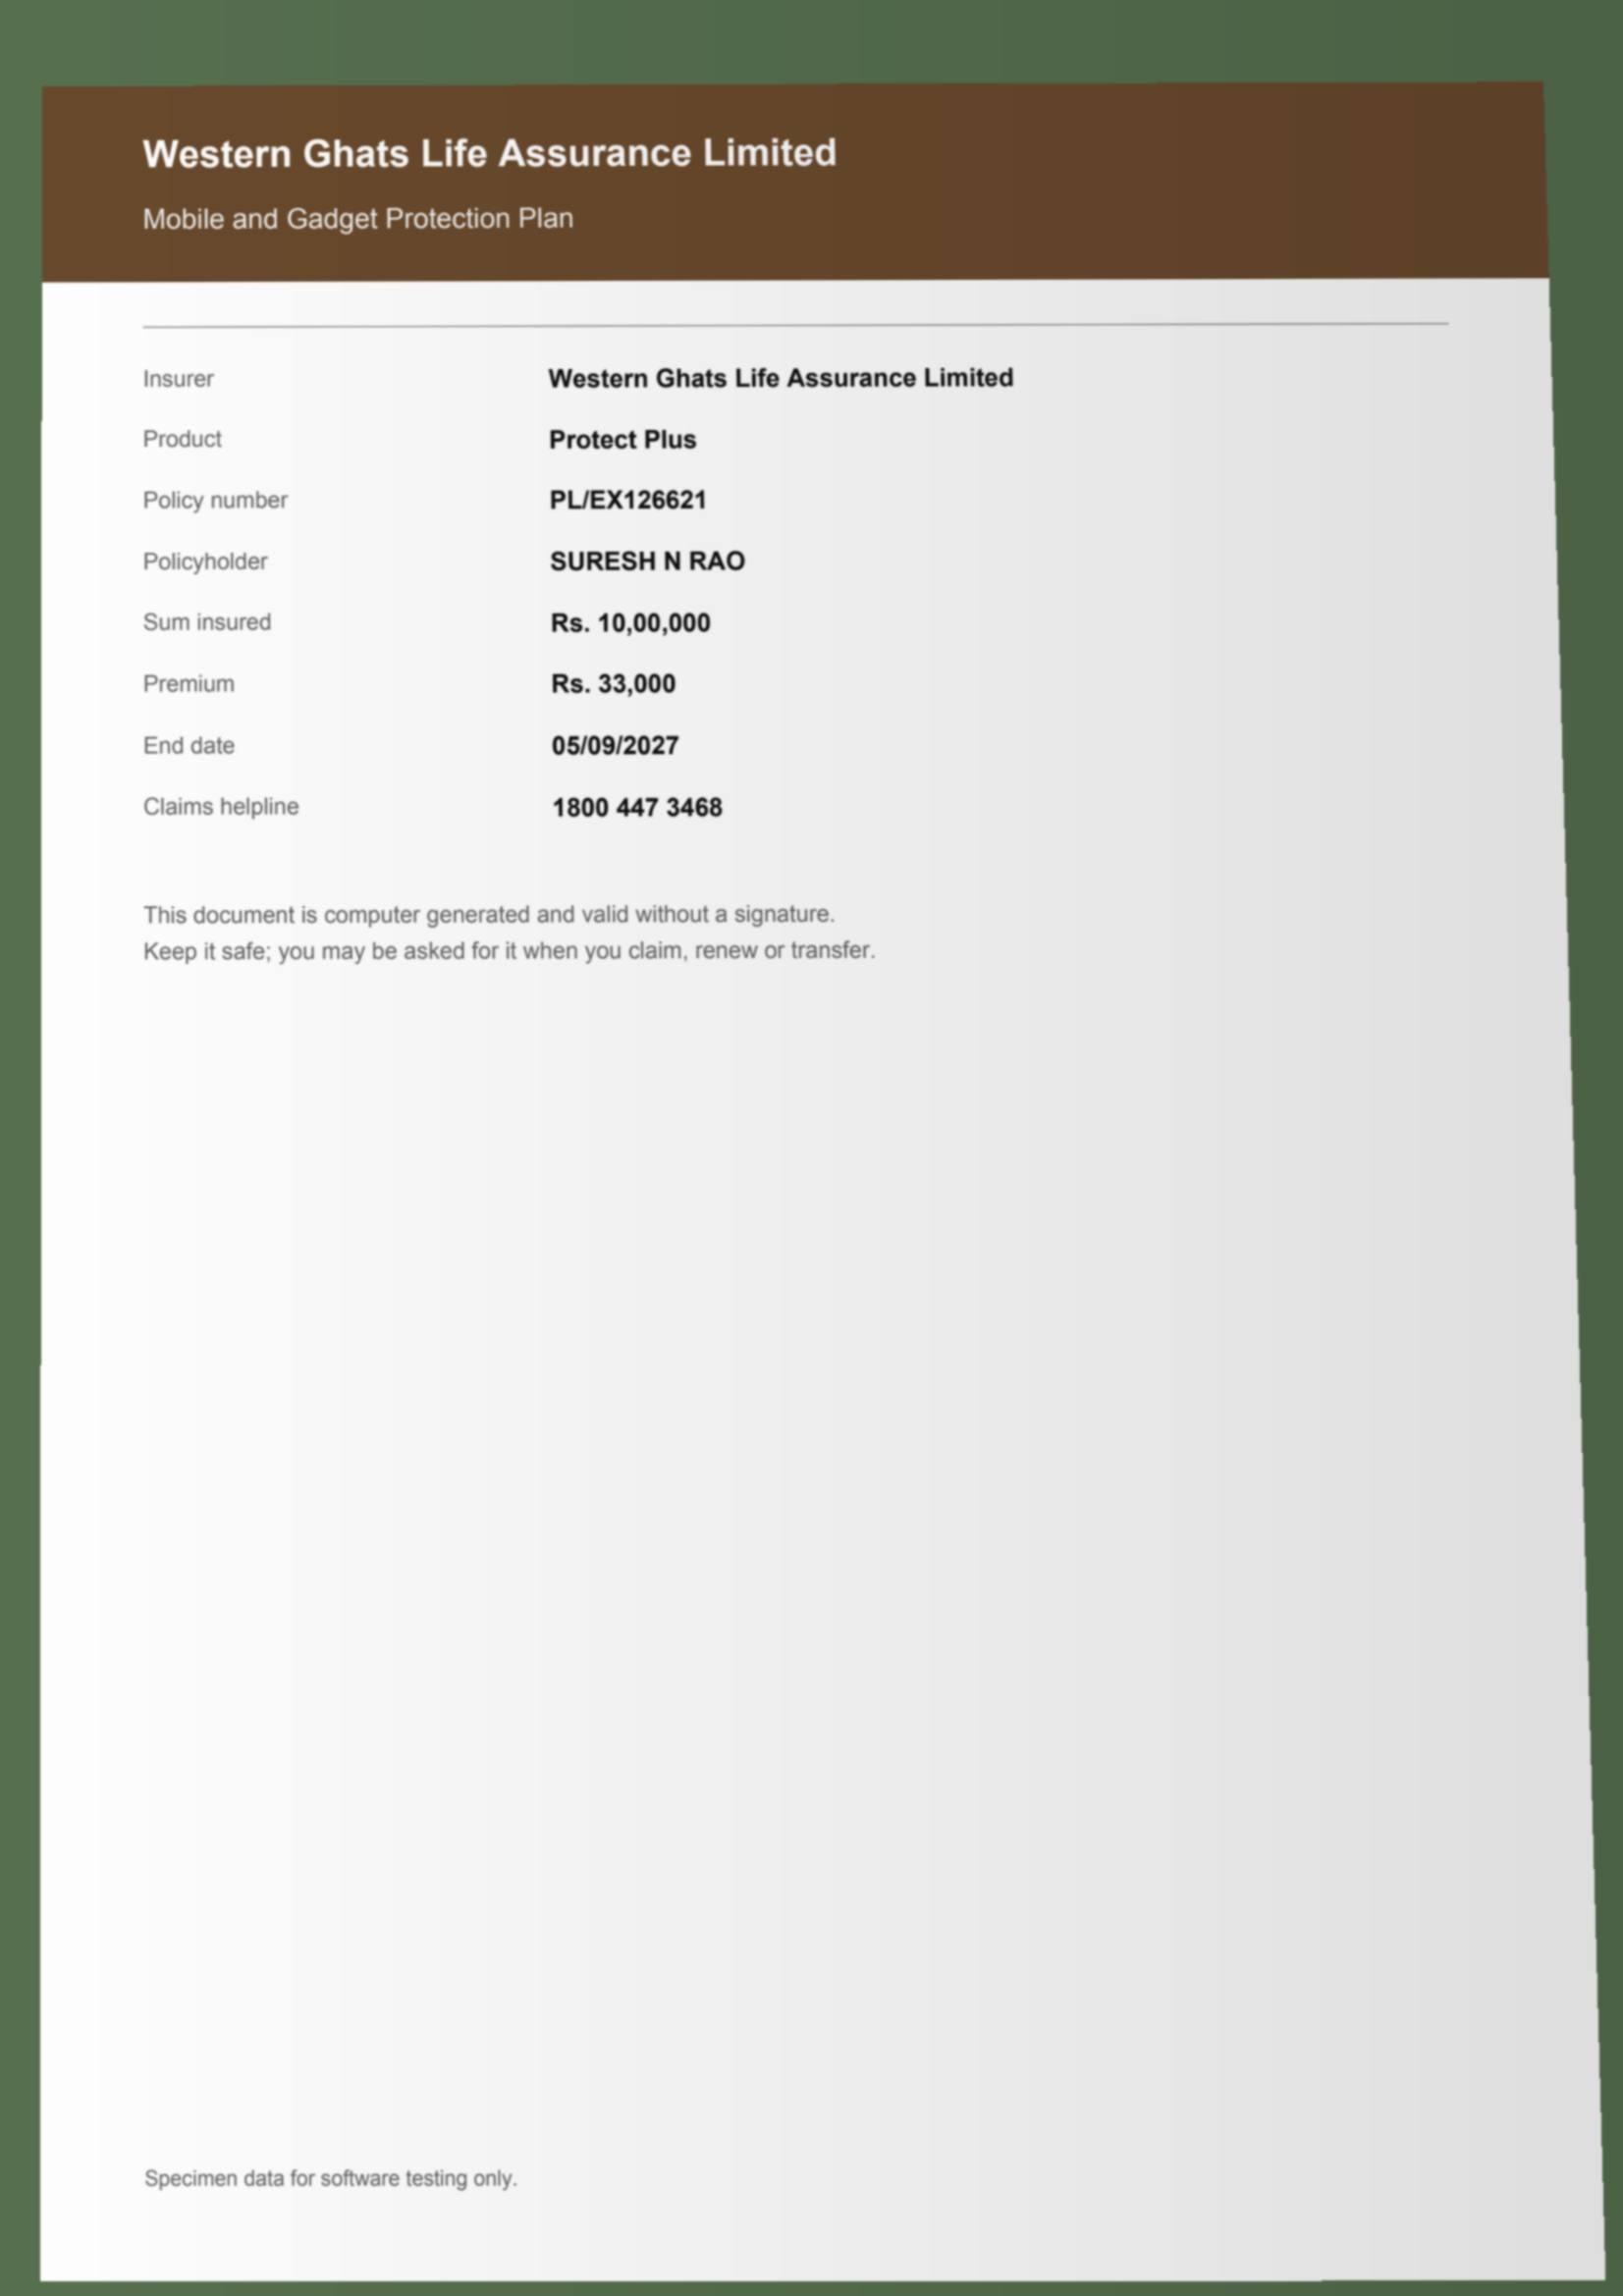 Western Ghats Life Assurance Limited
Mobile and Gadget Protection Plan
Insurer Western Ghats Life Assurance Limited
Product Protect Plus
Policy number PL/EX126621
Policyholder SURESH N RAO
Sum insured Rs. 10,00,000
Premium Rs. 33,000
End date 05/09/2027
Claims helpline 1800 447 3468
This document is computer generated and valid without a signature.
Keep it safe; you may be asked for it when you claim, renew or transfer.
Specimen data for software testing only.